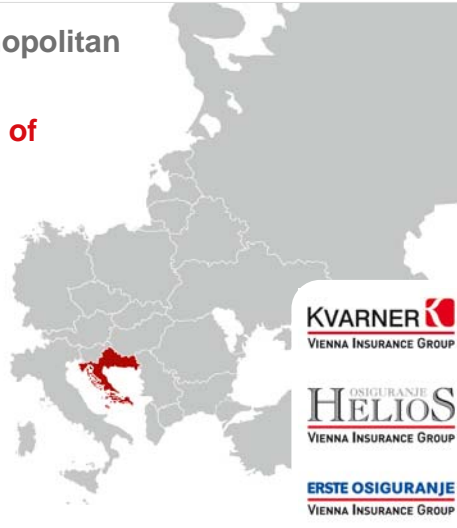 opolitan
of
KVARNER
VIENNA INSURANCE GROUP
OSIGURANJE
HELIOS
VIENNA INSURANCE GROUP
ERSTE OSIGURANJE
VIENNA INSURANCE GROUP